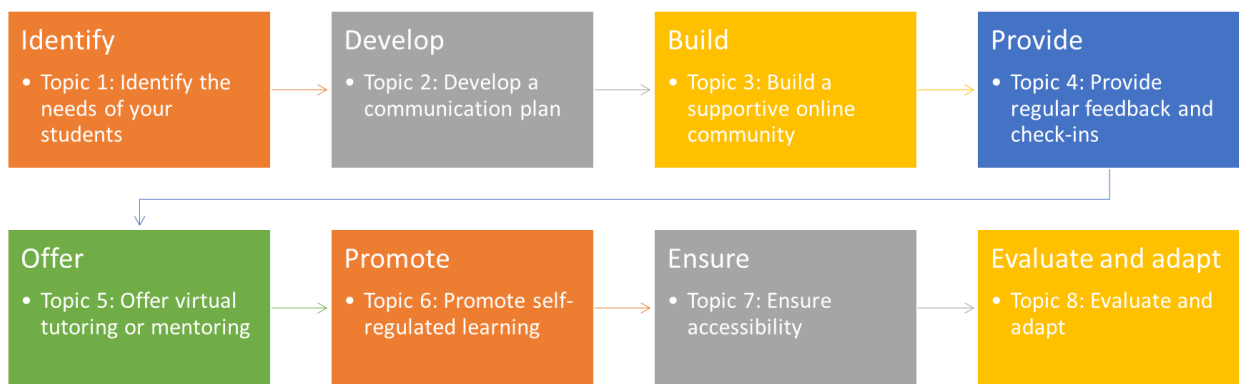 Identify
• Topic 1: Identify the
needs of your
students
Develop
• Topic 2: Develop a
communication plan
Build
• Topic 3: Build a
supportive online
community
Provide
• Topic 4: Provide
regular feedback and
check-ins
Offer
• Topic 5: Offer virtual
tutoring or mentoring
Promote
• Topic 6: Promote self-
regulated learning
Ensure
• Topic 7: Ensure
accessibility
Evaluate and adapt
• Topic 8: Evaluate and
adapt